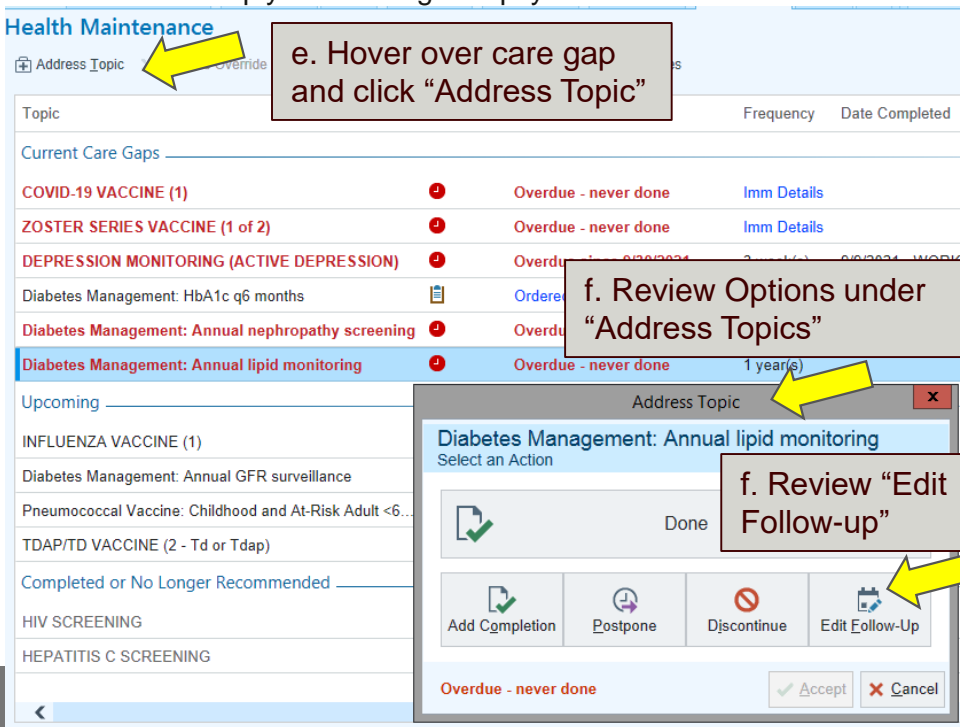 Health Maintenance
Address Topic
Override
e. Hover over care gap
and click “Address Topic”
Topic
Frequency
Date Completed
Current Care Gaps
COVID-19 VACCINE (1) Overdue - never done Imm Details
ZOSTER SERIES VACCINE (1 of 2) Overdue - never done Imm Details
DEPRESSION MONITORING (ACTIVE DEPRESSION)
f. Review Options under
“Address Topics”
Diabetes Management: HbA1c q6 months
Diabetes Management: Annual nephropathy screening
Diabetes Management: Annual lipid monitoring Overdue - never done 1 year(s)
Upcoming
INFLUENZA VACCINE (1)
Diabetes Management: Annual GFR surveillance
Pneumococcal Vaccine: Childhood and At-Risk Adult <6...
TDAP/TD VACCINE (2 - Td or Tdap)
Completed or No Longer Recommended
HIV SCREENING
HEPATITIS C SCREENING
Address Topic
x
Diabetes Management: Annual lipid monitoring
Select an Action
f. Review “Edit
Follow-up”
Done
Add Completion Postpone Discontinue Edit Follow-Up
Overdue - never done
Accept Cancel